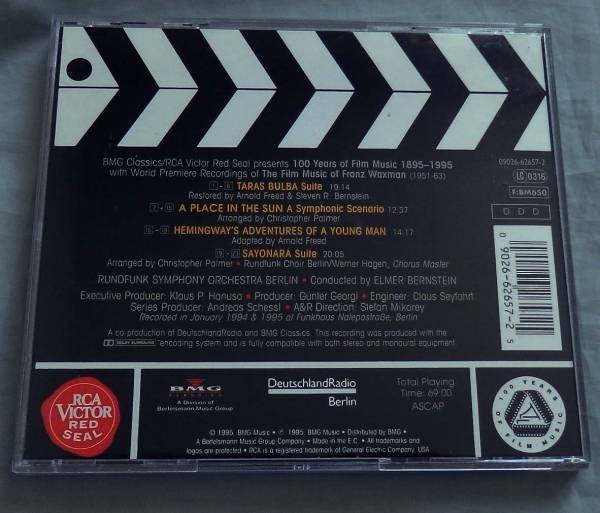 BMG Classics/RCA Victor Red Seal presents 100 Years of Film Music 1895-1995
with World Premiere Recordings of The Film Music of Franz Waxman (1951-63)
1 - 6 TARAS BULBA Suite 19:14
Restored by Arnold Freed & Steven R. Bernstein
7 - A PLACE IN THE SUN A Symphonic Scenario 12:37
Arranged by Christopher Palmer
HEMINGWAY'S ADVENTURES OF A YOUNG MAN 14:17
Adapted by Arnold Freed
SAYONARA Suite 20:05
Arranged by Christopher Palmer • Rundfunk Choir Berlin/Werner Hagen, Chorus Master
RUNDFUNK SYMPHONY ORCHESTRA BERLIN • Conducted by ELMER BERNSTEIN
Executive Producer: Klaus P. Hanusa • Producer: Günter Georgi • Engineer: Claus Seyfahrt
Series Producer: Andreas Schessl • A&R Direction: Stefan Mikorey
Recorded in January 1994 & 1995 at Funkhaus Nalepastraße, Berlin
A co-production of DeutschlandRadio and BMG Classics. This recording was produced with the
DOLBY SURROUND encoding system and is fully compatible with both stereo and monaural equipment.
09026-62657-2
LC 0316
F:BM650
D D D
0 90266-62657-2 5
RCA
VICTOR
RED
SEAL
BMG
CLASSICS
A Division of
Bertelsmann Music Group
DeutschlandRadio
Berlin
Total Playing
Time: 69:00
ASCAP
100 YEARS
OF FILM MUSIC
© 1995 BMG Music • ℗ 1995. BMG Music. Distributed by BMG •
A Bertelsmann Music Group Company • Made in the E.C. • All trademarks and
logos are protected • RCA is a registered trademark of General Electric Company, USA